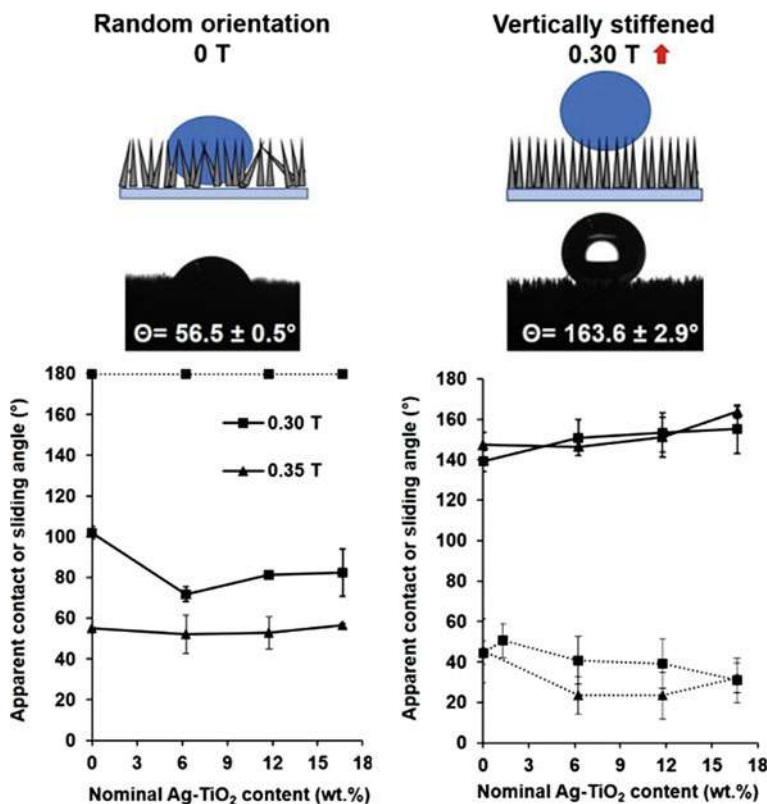 Random orientation
0 T
Vertically stiffened
0.30 T
Θ= 56.5 ± 0.5°
Θ= 163.6 ± 2.9°
Apparent contact or sliding angle (°)
180
160
140
120
100
80
60
40
20
0
0.30 T
0.35 T
0 3 6 9 12 15 18
Nominal Ag-TiO₂ content (wt.%)
Apparent contact or sliding angle (°)
180
160
140
120
100
80
60
40
20
0
0 3 6 9 12 15 18
Nominal Ag-TiO₂ content (wt.%)